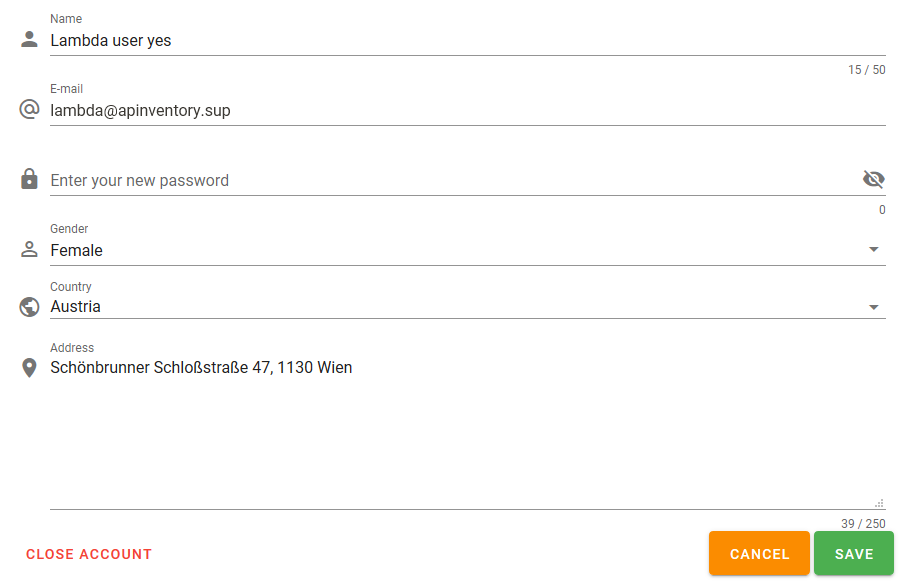 Name
Lambda user yes
15 / 50
E-mail
lambda@apinventory.sup
Enter your new password
0
Gender
Female
Country
Austria
Address
Schönbrunner Schloßstraße 47, 1130 Wien
39 / 250
CLOSE ACCOUNT
CANCEL
SAVE